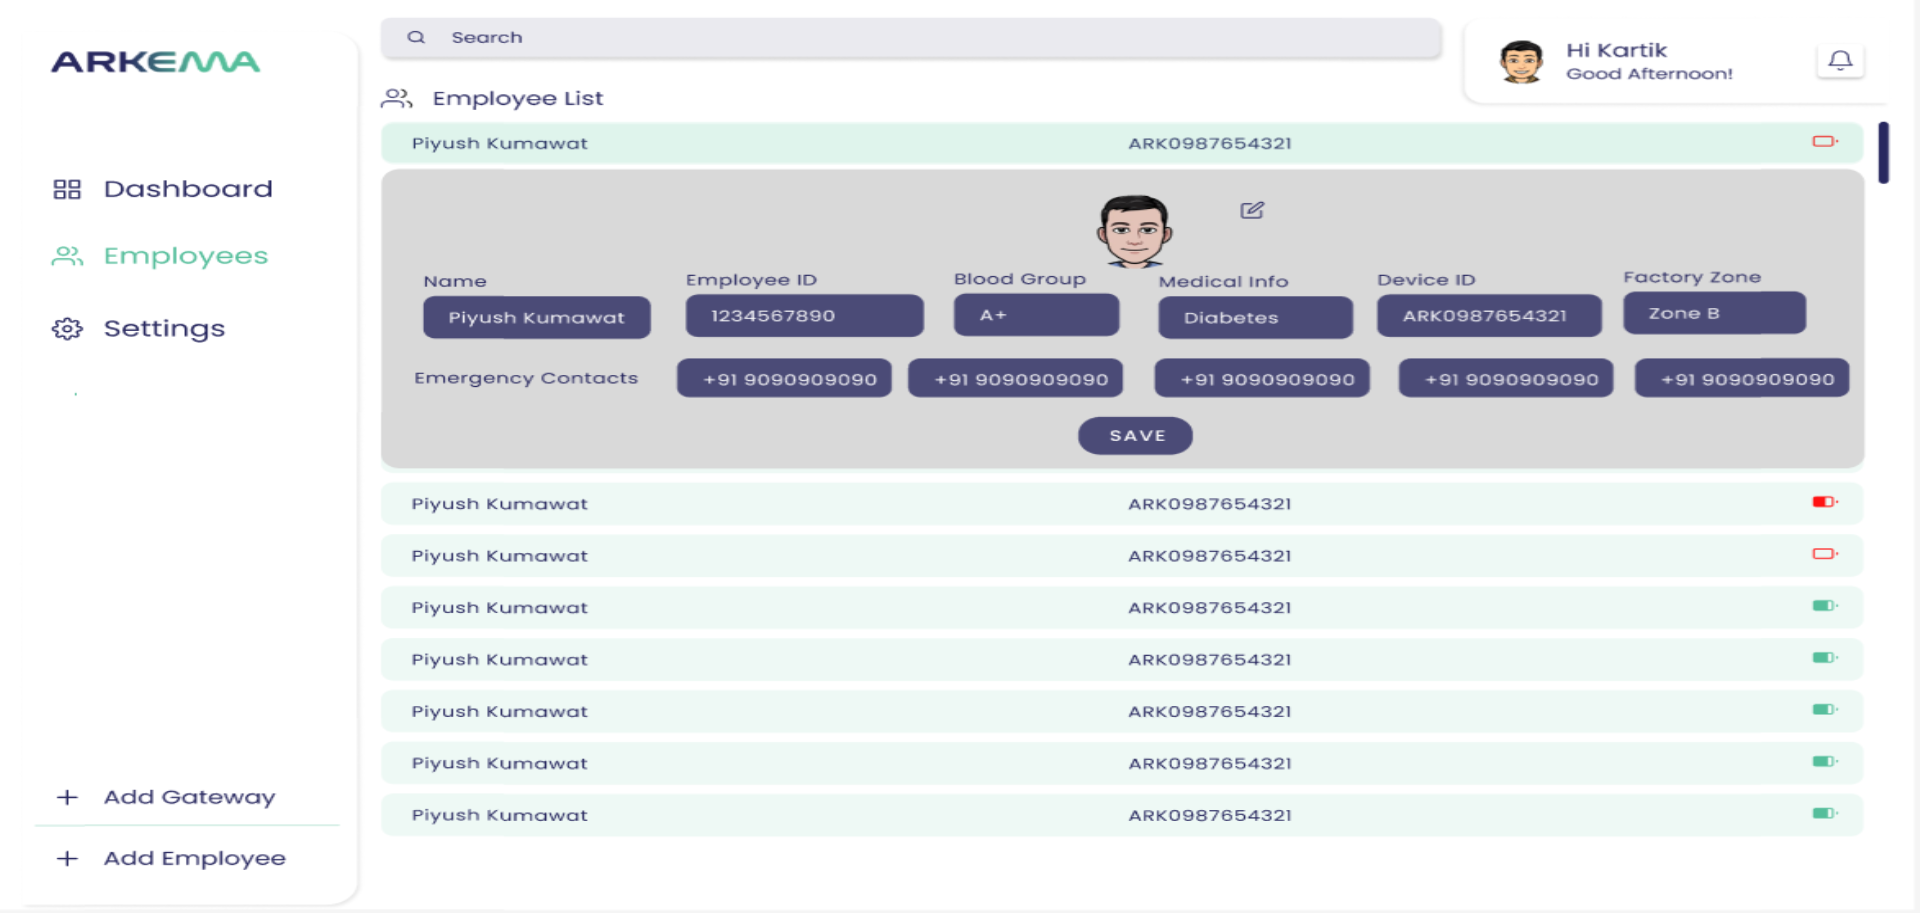 ARKEMA
Search
Hi Kartik
Good Afternoon!
Employee List
Dashboard
Employees
Settings
Add Gateway
Add Employee
Piyush Kumawat ARK0987654321
Name Employee ID Blood Group Medical Info Device ID Factory Zone
Piyush Kumawat 1234567890 A+ Diabetes ARK0987654321 Zone B
Emergency Contacts +91 9090909090 +91 9090909090 +91 9090909090 +91 9090909090 +91 9090909090
SAVE
Piyush Kumawat ARK0987654321
Piyush Kumawat ARK0987654321
Piyush Kumawat ARK0987654321
Piyush Kumawat ARK0987654321
Piyush Kumawat ARK0987654321
Piyush Kumawat ARK0987654321
Piyush Kumawat ARK0987654321